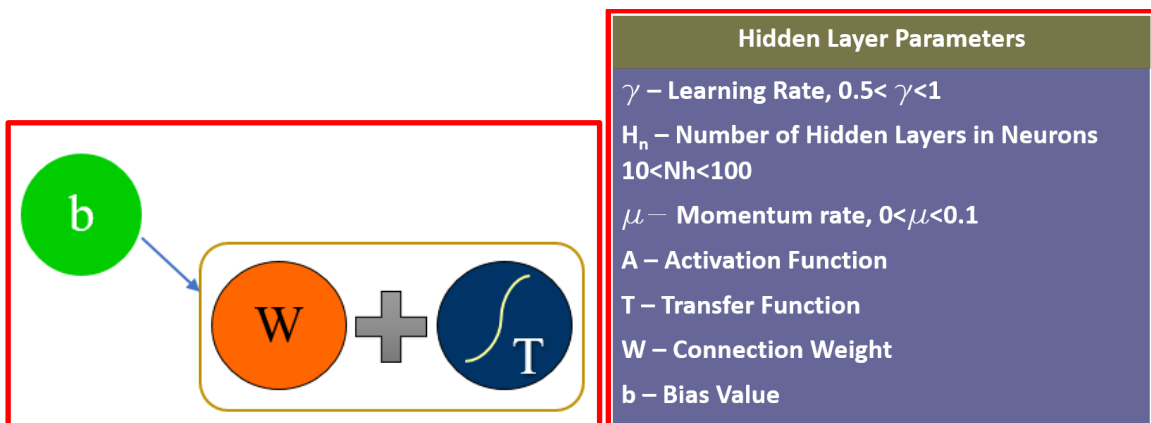 b
W
T
Hidden Layer Parameters
γ – Learning Rate, 0.5< γ<1
Hn – Number of Hidden Layers in Neurons
10<Nh<100
μ – Momentum rate, 0<μ<0.1
A – Activation Function
T – Transfer Function
W – Connection Weight
b – Bias Value